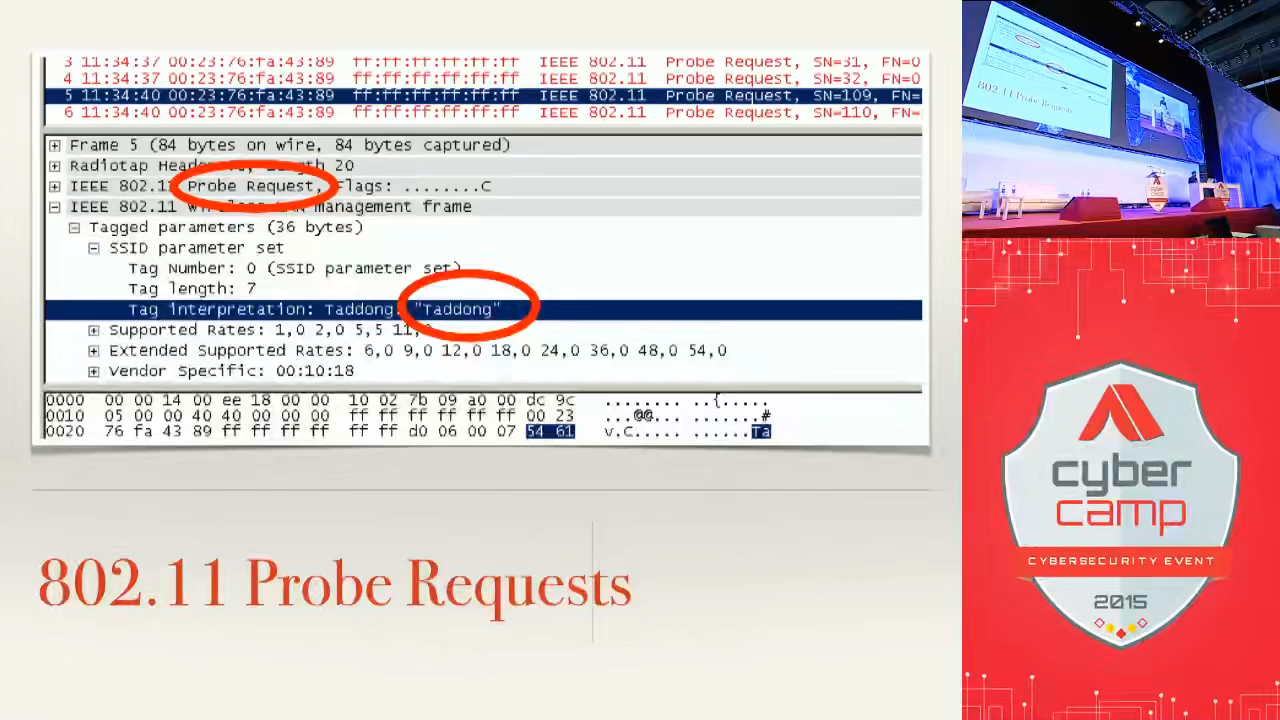 3 11:34:37 00:23:76:fa:43:89 ff:ff:ff:ff:ff:ff IEEE 802.11 Probe Request, SN=31, FN=0
4 11:34:37 00:23:76:fa:43:89 ff:ff:ff:ff:ff:ff IEEE 802.11 Probe Request, SN=32, FN=0
5 11:34:40 00:23:76:fa:43:89 ff:ff:ff:ff:ff:ff IEEE 802.11 Probe Request, SN=109, FN=
6 11:34:40 00:23:76:fa:43:89 ff:ff:ff:ff:ff:ff IEEE 802.11 Probe Request, SN=110, FN=
Frame 5 (84 bytes on wire, 84 bytes captured)
Radiotap Header Length 20
IEEE 802.11 Probe Request, Flags: ........C
IEEE 802.11 wireless LAN management frame
Tagged parameters (36 bytes)
SSID parameter set
Tag Number: 0 (SSID parameter set)
Tag length: 7
Tag interpretation: Taddong: "Taddong"
Supported Rates: 1,0 2,0 5,5 11,0
Extended Supported Rates: 6,0 9,0 12,0 18,0 24,0 36,0 48,0 54,0
Vendor Specific: 00:10:18
0000 00 00 14 00 ee 18 00 00 10 02 7b 09 a0 00 dc 9c ........ ..{.....
0010 05 00 00 40 40 00 00 00 ff ff ff ff ff ff 00 23 ...@@... .......#
0020 76 fa 43 89 ff ff ff ff ff ff d0 06 00 07 54 61 v.C..... ......Ta
802.11 Probe Requests
802.11 Probe Requests
cyber
camp
CYBERSECURITY EVENT
2015